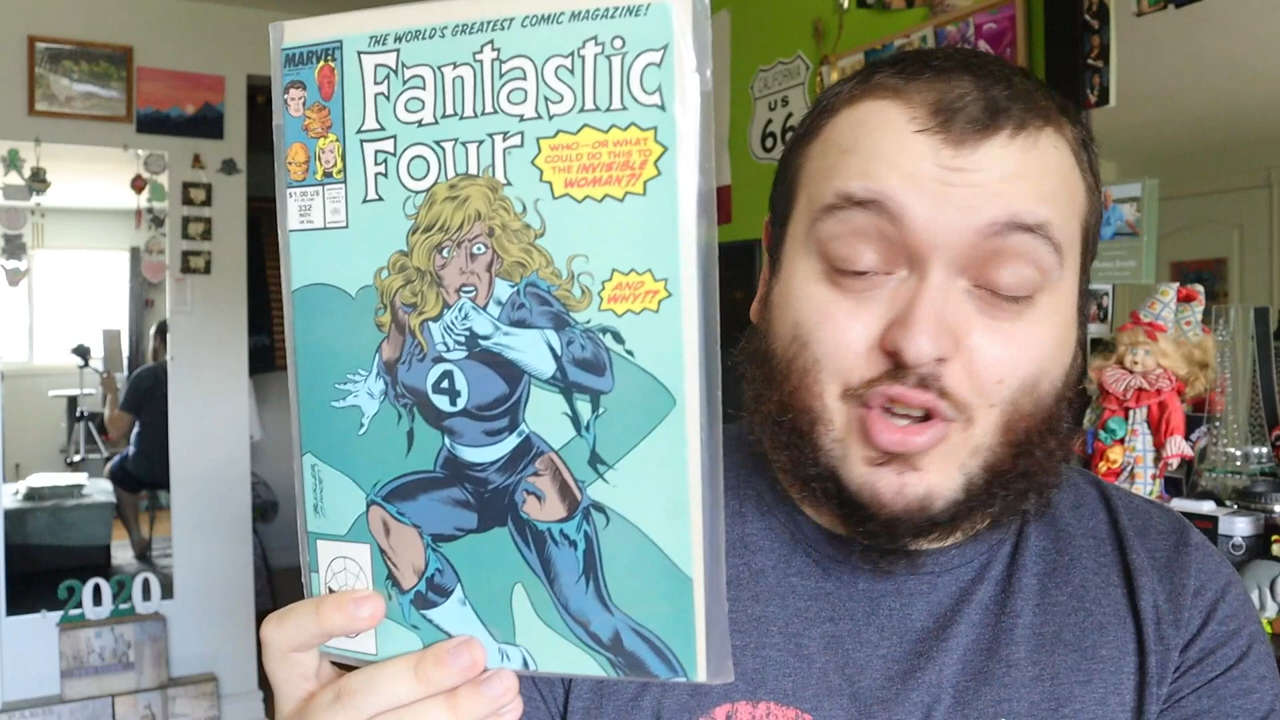 THE WORLD'S GREATEST COMIC MAGAZINE!
MARVEL
Fantastic
Four
$1.00 US
332
NOV
WHO—OR WHAT
COULD DO THIS TO
THE INVISIBLE
WOMAN?!
AND
WHY!?
4
CALIFORNIA
US
66
2020